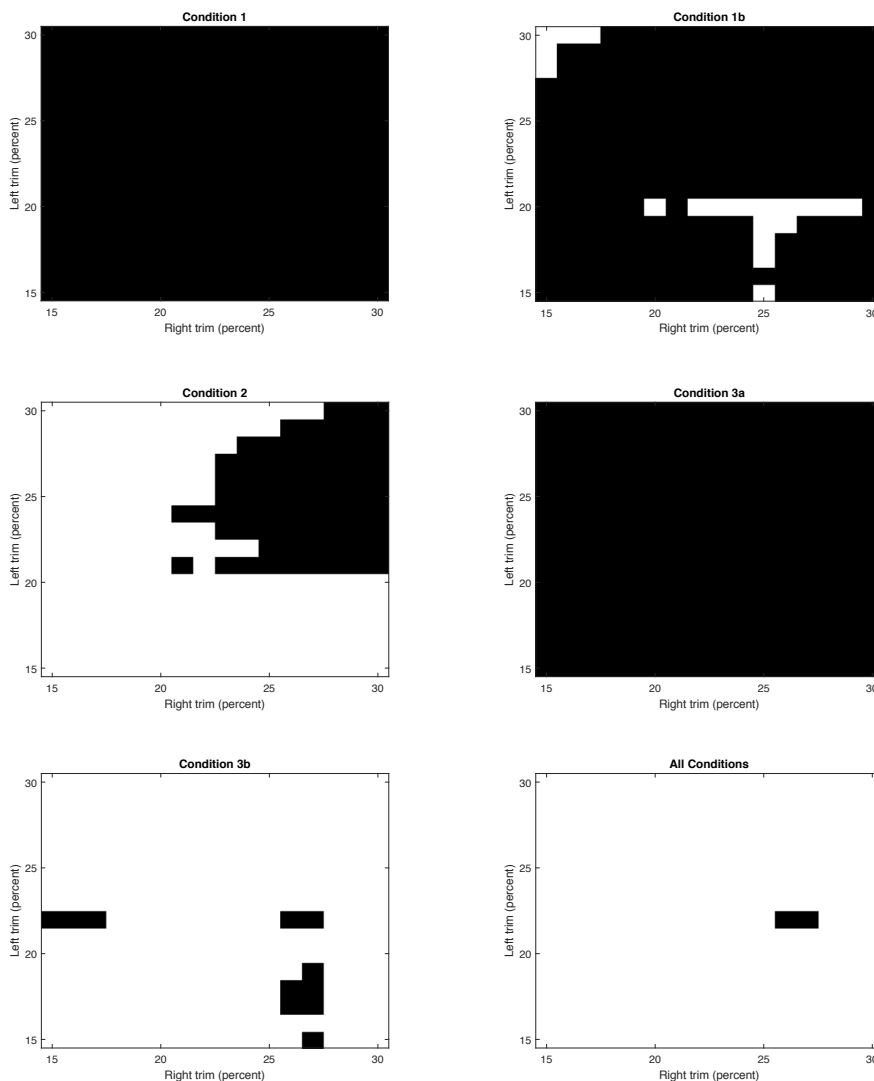 Condition 1
30
25
20
15
Left trim (percent)
15 20 25 30
Right trim (percent)
Condition 1b
30
25
20
15
Left trim (percent)
15 20 25 30
Right trim (percent)
Condition 2
30
25
20
15
Left trim (percent)
15 20 25 30
Right trim (percent)
Condition 3a
30
25
20
15
Left trim (percent)
15 20 25 30
Right trim (percent)
Condition 3b
30
25
20
15
Left trim (percent)
15 20 25 30
Right trim (percent)
All Conditions
30
25
20
15
Left trim (percent)
15 20 25 30
Right trim (percent)